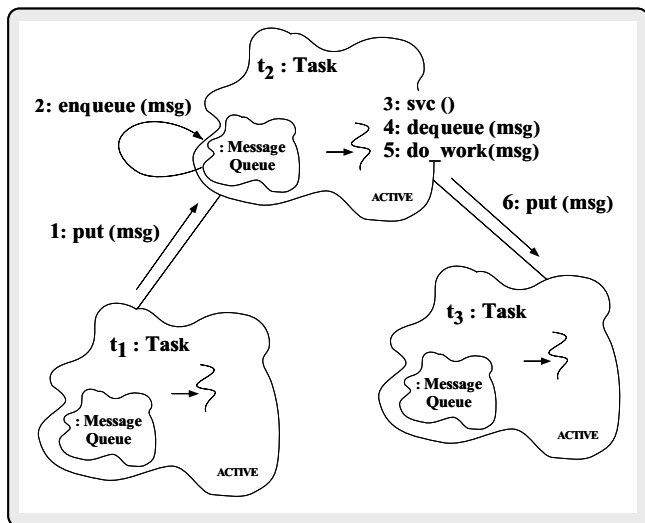 t2 : Task
2: enqueue (msg)
3: svc ()
4: dequeue (msg)
5: do_work(msg)
: Message
Queue
ACTIVE
1: put (msg)
6: put (msg)
t1 : Task
: Message
Queue
ACTIVE
t3 : Task
: Message
Queue
ACTIVE